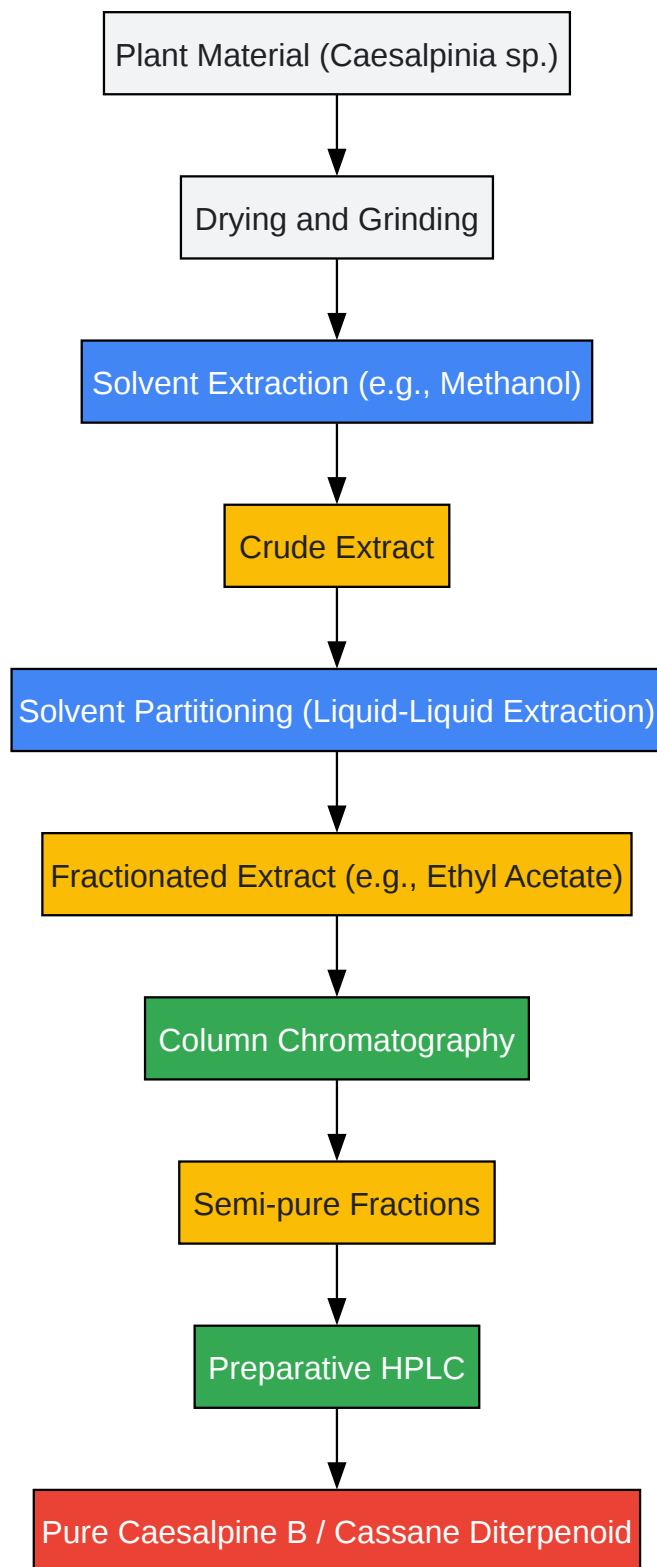 Plant Material (Caesalpinia sp.)
Drying and Grinding
Solvent Extraction (e.g., Methanol)
Crude Extract
Solvent Partitioning (Liquid-Liquid Extraction)
Fractionated Extract (e.g., Ethyl Acetate)
Column Chromatography
Semi-pure Fractions
Preparative HPLC
Pure Caesalpine B / Cassane Diterpenoid